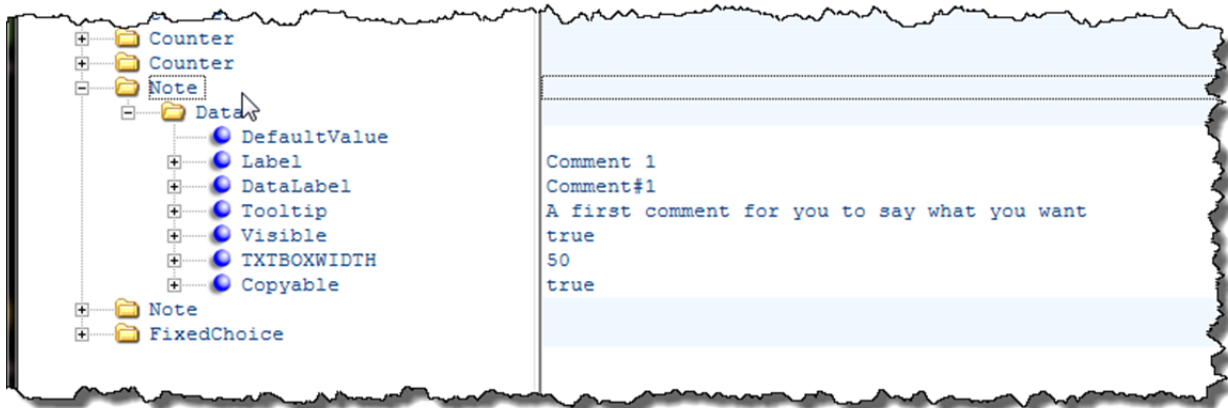 Counter
Counter
Note
Data
DefaultValue
Label Comment 1
DataLabel Comment#1
Tooltip A first comment for you to say what you want
Visible true
TXTBOXWIDTH 50
Copyable true
Note
FixedChoice